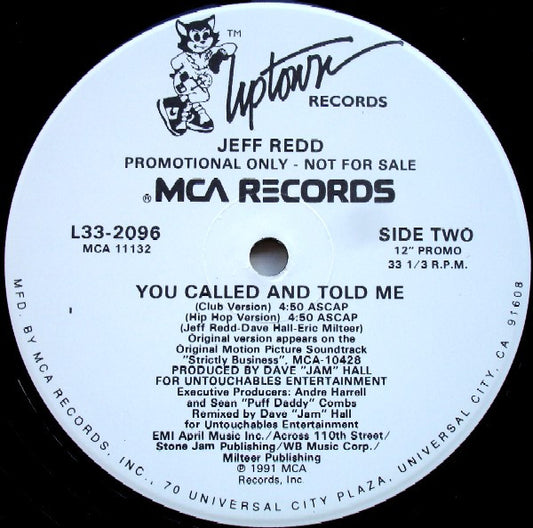 Uptown ™
RECORDS
JEFF REDD
PROMOTIONAL ONLY - NOT FOR SALE
® MCA RECORDS
L33-2096
MCA 11132
SIDE TWO
12" PROMO
33 1/3 R.P.M.
YOU CALLED AND TOLD ME
(Club Version) 4:50 ASCAP
(Hip Hop Version) 4:50 ASCAP
(Jeff Redd-Dave Hall-Eric Milteer)
Original version appears on the
Original Motion Picture Soundtrack
"Strictly Business", MCA-10428
PRODUCED BY DAVE "JAM" HALL
FOR UNTOUCHABLES ENTERTAINMENT
Executive Producers: Andre Harrell
and Sean "Puff Daddy" Combs
Remixed by Dave "Jam" Hall
for Untouchables Entertainment
EMI April Music Inc./Across 110th Street/
Stone Jam Publishing/WB Music Corp./
Milteer Publishing
℗ 1991 MCA
Records, Inc.
MFD. BY MCA RECORDS, INC., 70 UNIVERSAL CITY PLAZA, UNIVERSAL CITY, CA 91608